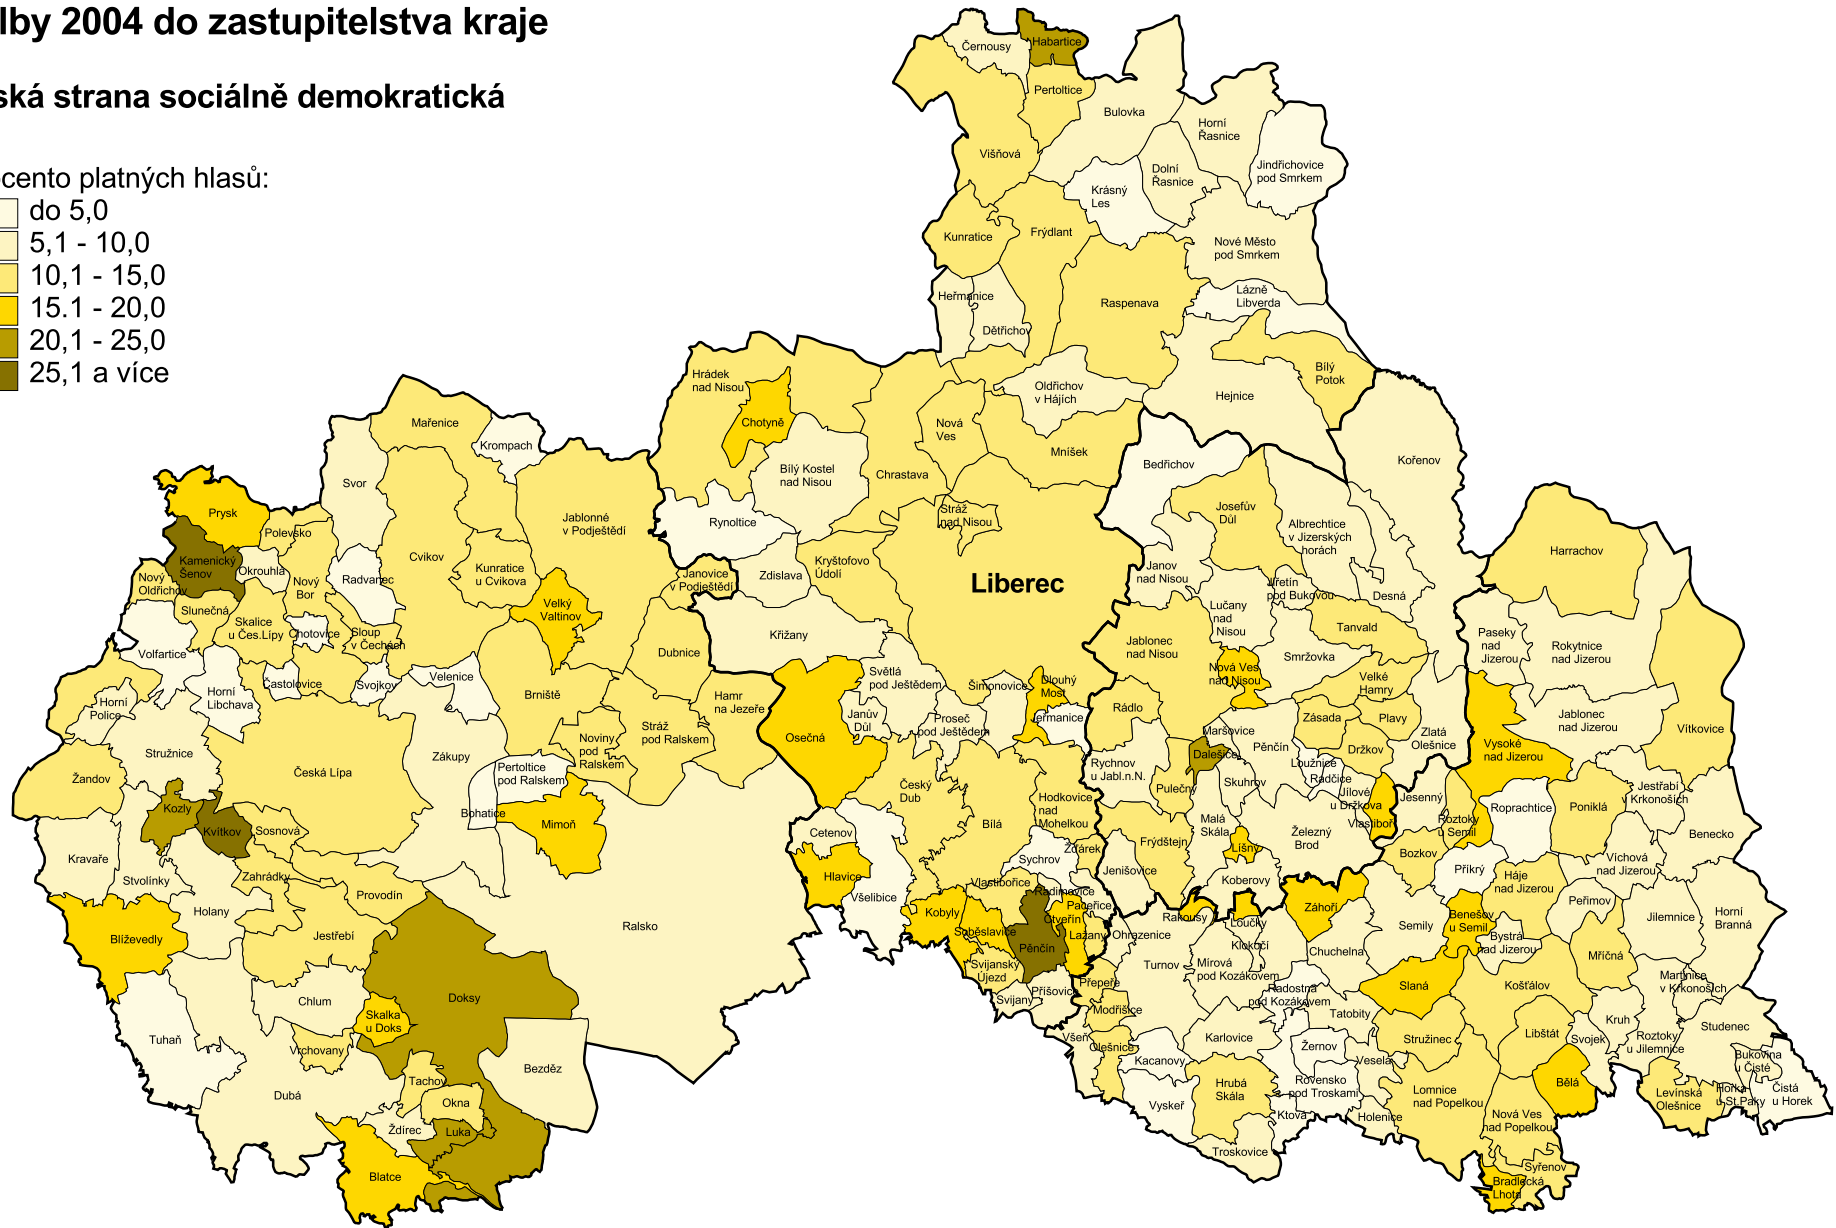 lby 2004 do zastupitelstva kraje
ská strana sociálně demokratická
cento platných hlasů:
do 5,0
5,1 - 10,0
10,1 - 15,0
15.1 - 20,0
20,1 - 25,0
25,1 a více
Černousy
Habartice
Pertoltice
Bulovka
Horní
Řasnice
Višňová
Dolní
Řasnice
Jindřichovice
pod Smrkem
Krásný
Les
Kunratice
Frýdlant
Nové Město
pod Smrkem
Heřmanice
Raspenava
Lázně
Libverda
Dětřichov
Hrádek
nad Nisou
Oldřichov
v Hájích
Bílý
Potok
Hejnice
Mařenice
Chotyně
Nová
Ves
Krompach
Mníšek
Bedřichov
Kořenov
Svor
Bílý Kostel
nad Nisou
Chrastava
Prysk
Jablonné
v Podještědí
Rynoltice
Stráž
nad Nisou
Josefův
Důl
Albrechtice
v Jizerských
horách
Polevsko
Harrachov
Kamenický
Šenov
Okrouhlá
Cvikov
Kunratice
u Cvikova
Kryštofovo
Údolí
Liberec
Janov
nad Nisou
Nový
Oldřichov
Nový
Bor
Radvanec
Janovice
v Podještědí
Zdislava
Jiřetín
pod Bukovou
Desná
Slunečná
Velký
Valtinov
Lučany
nad
Nisou
Skalice
u Čes.Lípy
Chotovice
Sloup
v Čechách
Křižany
Jablonec
nad Nisou
Tanvald
Paseky
nad
Jizerou
Rokytnice
nad Jizerou
Volfartice
Dubnice
Smržovka
Horní
Libchava
Častolovice
Svojkov
Velenice
Světlá
pod Ještědem
Šimonovice
Dlouhý
Most
Nová Ves
nad Nisou
Velké
Hamry
Horní
Police
Brniště
Hamr
na Jezeře
Janův
Důl
Proseč
pod Ještědem
Jeřmanice
Rádlo
Zásada
Plavy
Jablonec
nad Jizerou
Stružnice
Noviny
pod
Ralskem
Stráž
pod Ralskem
Osečná
Maršovice
Pěnčín
Držkov
Zlatá
Olešnice
Vysoké
nad Jizerou
Vítkovice
Žandov
Česká Lípa
Zákupy
Pertoltice
pod Ralskem
Český
Dub
Rychnov
u Jabl.n.N.
Dalešice
Skuhrov
Loužnice
Radčice
Pulečný
Jílové
u Držkova
Jesenný
Jestřabí
v Krkonoších
Kozly
Bohatice
Hodkovice
nad
Mohelkou
Roprachtice
Poniklá
Kvítkov
Sosnová
Mimoň
Cetenov
Bílá
Malá
Skála
Vlastiboř
Roztoky
u Semil
Železný
Brod
Benecko
Kravaře
Frýdštejn
Líšný
Bozkov
Sychrov
Žďárek
Víchová
nad Jizerou
Stvolínky
Zahrádky
Hlavice
Jenišovice
Koberovy
Příkrý
Háje
nad Jizerou
Provodín
Všelibice
Vlastibořice
Radimovice
Peřimov
Holany
Kobyly
Paceřice
Rakousy
Loučky
Záhoří
Benešov
u Semil
Jilemnice
Horní
Branná
Blíževedly
Jestřebí
Ralsko
Soběslavice
Čtveřín
Lažany
Ohrazenice
Klokočí
Chuchelna
Semily
Bystrá
nad Jizerou
Pěnčín
Turnov
Mírová
pod Kozákovem
Mříčná
Svijanský
Újezd
Přepeře
Martinice
v Krkonoších
Chlum
Doksy
Svijany
Příšovice
Radostná
pod Kozákovem
Slaná
Košťálov
Skalka
u Doks
Modřišice
Tatobity
Kruh
Studenec
Tuhaň
Vrchovany
Všeň
Olešnice
Karlovice
Žernov
Stružinec
Libštát
Svojek
Roztoky
u Jilemnice
Kacanovy
Veselá
Bukovina
u Čisté
Bezděz
Tachov
Hrubá
Skála
Rovensko
pod Troskami
Lomnice
nad Popelkou
Bělá
Levínská
Olešnice
Horka
u St.Paky
Čistá
u Horek
Dubá
Okna
Vyskeř
Ktová
Holenice
Nová Ves
nad Popelkou
Ždírec
Luka
Troskovice
Blatce
Syřenov
Bradlecká
Lhota